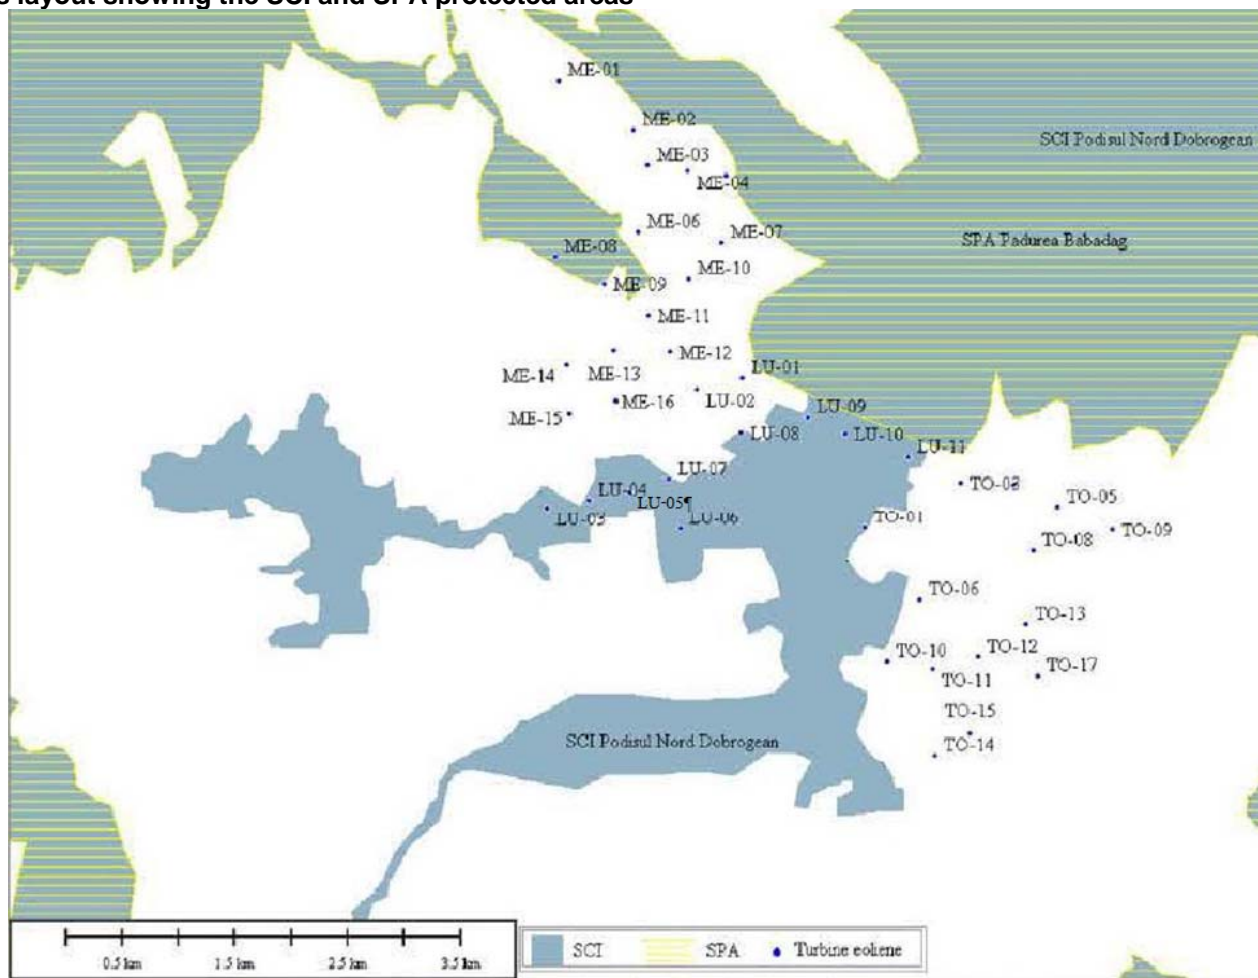 s layout showing the SCI and SPA protected areas
ME-01
ME-02
SCI Podisul Nord Dobrogean
ME-03
ME-04
ME-06
ME-07
SPA Padurea Babadag
ME-08
ME-10
ME-09
ME-11
ME-12
LU-01
ME-14
ME-13
LU-02
ME-16
LU-09
ME-15
LU-08
LU-10
LU-11
LU-07
TO-05
LU-04
LU-05¶
LU-03
LU-06
TO-01
TO-09
TO-08
TO-06
TO-13
TO-10
TO-12
TO-17
TO-11
TO-15
SCI Podisul Nord Dobrogean
TO-14
0.5 km
1.5 km
2.5 km
3.5 km
SCI
SPA
Turbine eoliene